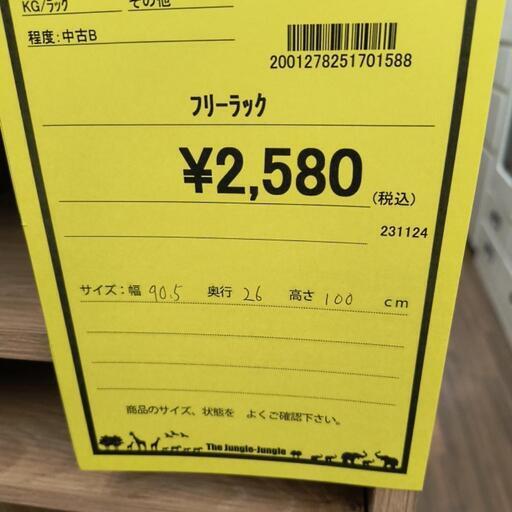 KG/ラック その他
程度:中古B
2001278251701588
フリーラック
¥2,580 (税込)
231124
サイズ:幅 90.5 奥行 26 高さ 100 cm
商品のサイズ、状態を よくご確認下さい。
The Jungle-Jungle